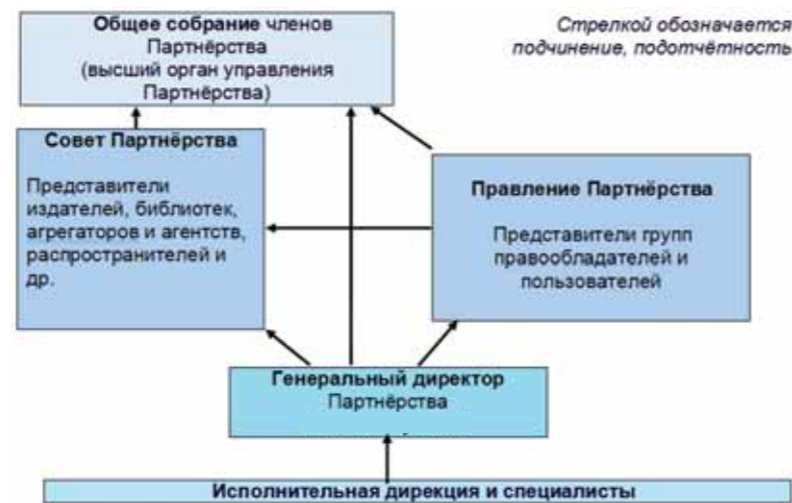 Общее собрание членов
Партнёрства
(высший орган управления
Партнёрства)
Стрелкой обозначается
подчинение, подотчётность
Совет Партнёрства
Представители
издателей, библиотек,
агрегаторов и агентств,
распространителей и
др.
Правление Партнёрства
Представители групп
правообладателей и
пользователей
Генеральный директор
Партнёрства
Исполнительная дирекция и специалисты